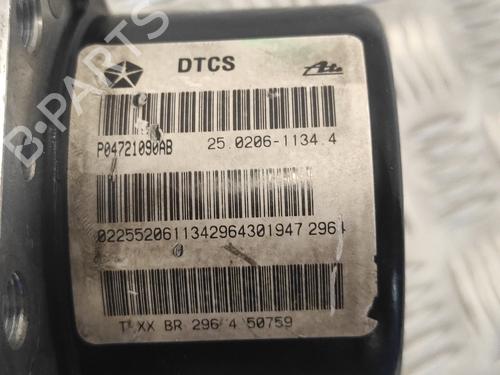 DTCS
Ate
P04721090AB 25.0206-1134.4
02255206113429643019472964
T XX BR 296 4 50759
B-PARTS